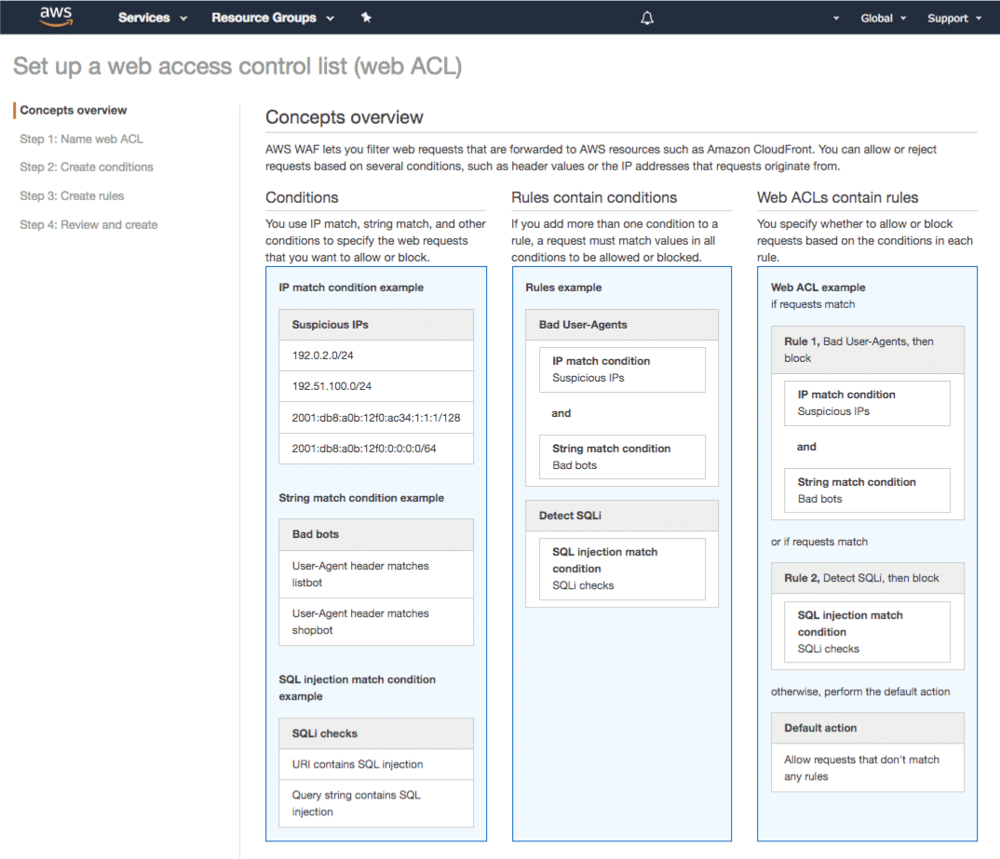 aws
Services
Resource Groups
Global
Support
Set up a web access control list (web ACL)
Concepts overview
Step 1: Name web ACL
Step 2: Create conditions
Step 3: Create rules
Step 4: Review and create
Concepts overview
AWS WAF lets you filter web requests that are forwarded to AWS resources such as Amazon CloudFront. You can allow or reject
requests based on several conditions, such as header values or the IP addresses that requests originate from.
Conditions
You use IP match, string match, and other
conditions to specify the web requests
that you want to allow or block.
IP match condition example
Suspicious IPs
192.0.2.0/24
192.51.100.0/24
2001:db8:a0b:12f0:ac34:1:1:1/128
2001:db8:a0b:12f0:0:0:0:0/64
String match condition example
Bad bots
User-Agent header matches
listbot
User-Agent header matches
shopbot
SQL injection match condition
example
SQLi checks
URI contains SQL injection
Query string contains SQL
injection
Rules contain conditions
If you add more than one condition to a
rule, a request must match values in all
conditions to be allowed or blocked.
Rules example
Bad User-Agents
IP match condition
Suspicious IPs
and
String match condition
Bad bots
Detect SQLi
SQL injection match
condition
SQLi checks
Web ACLs contain rules
You specify whether to allow or block
requests based on the conditions in each
rule.
Web ACL example
if requests match
Rule 1, Bad User-Agents, then
block
IP match condition
Suspicious IPs
and
String match condition
Bad bots
or if requests match
Rule 2, Detect SQLi, then block
SQL injection match
condition
SQLi checks
otherwise, perform the default action
Default action
Allow requests that don't match
any rules